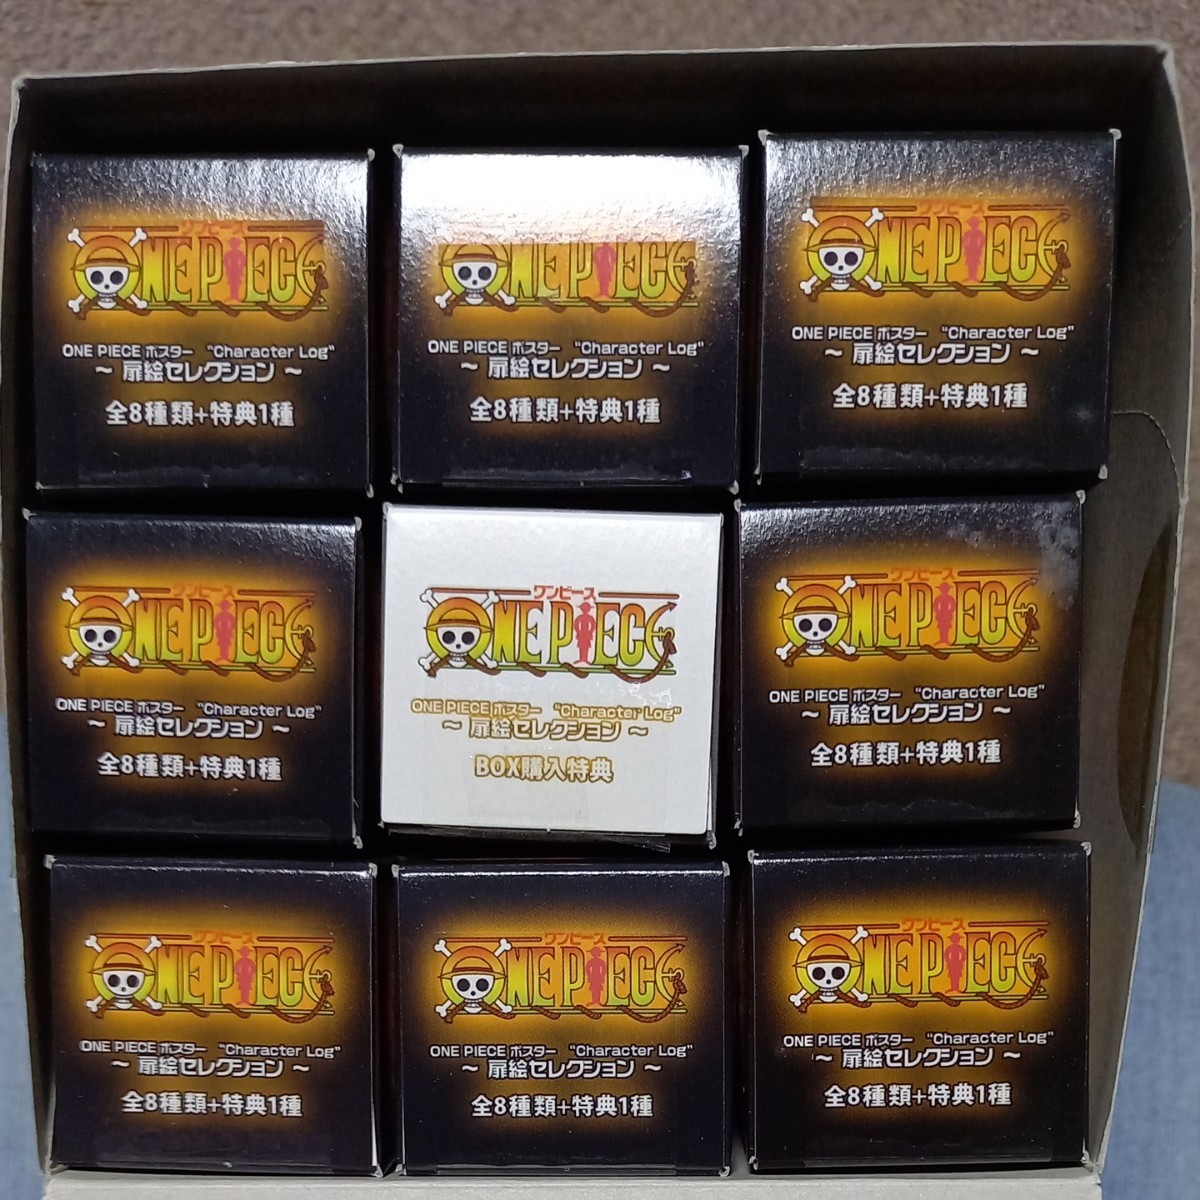 ワンピース
ONE PIECE
ONE PIECE ポスター “Character Log”
～ 扉絵セレクション ～
全8種類+特典1種
ワンピース
ONE PIECE
ONE PIECE ポスター “Character Log”
～ 扉絵セレクション ～
全8種類+特典1種
ワンピース
ONE PIECE
ONE PIECE ポスター “Character Log”
～ 扉絵セレクション ～
全8種類+特典1種
ワンピース
ONE PIECE
ONE PIECE ポスター “Character Log”
～ 扉絵セレクション ～
全8種類+特典1種
ワンピース
ONE PIECE
ONE PIECE ポスター “Character Log”
～ 扉絵セレクション ～
BOX購入特典
ワンピース
ONE PIECE
ONE PIECE ポスター “Character Log”
～ 扉絵セレクション ～
全8種類+特典1種
ワンピース
ONE PIECE
ONE PIECE ポスター “Character Log”
～ 扉絵セレクション ～
全8種類+特典1種
ワンピース
ONE PIECE
ONE PIECE ポスター “Character Log”
～ 扉絵セレクション ～
全8種類+特典1種
ワンピース
ONE PIECE
ONE PIECE ポスター “Character Log”
～ 扉絵セレクション ～
全8種類+特典1種